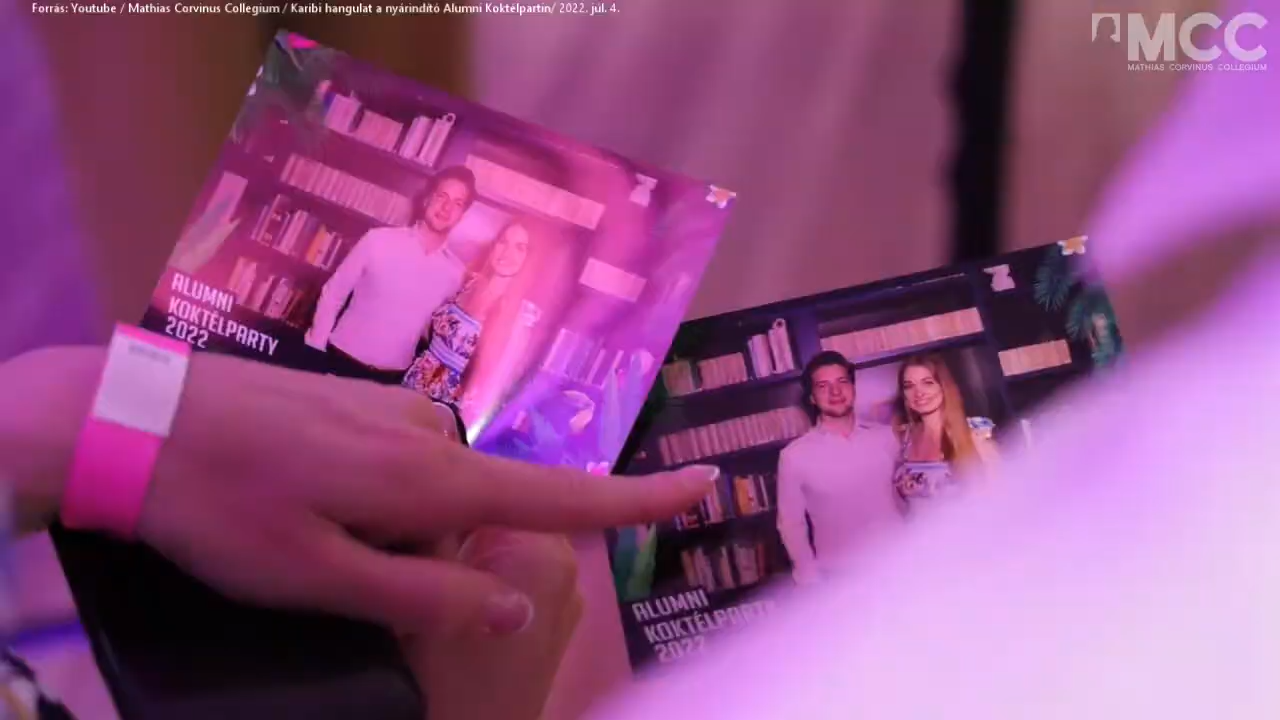 Forrás: Youtube / Mathias Corvinus Collegium / Karibi hangulat a nyárindító Alumni Koktélpartin/ 2022. júl. 4.
MCC
MATHIAS CORVINUS COLLEGIUM
ALUMNI
KOKTÉLPARTY
2022
ALUMNI
KOKTÉLPARTY
2022